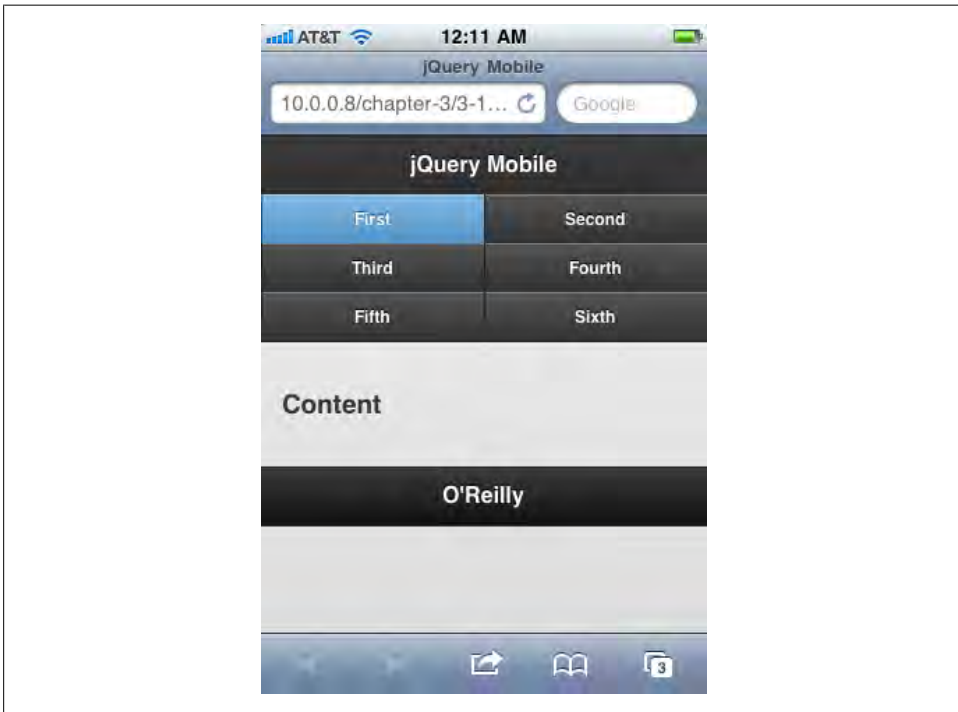 AT&T 12:11 AM
jQuery Mobile
10.0.0.8/chapter-3/3-1... Google
jQuery Mobile
First Second
Third Fourth
Fifth Sixth
Content
O'Reilly
3